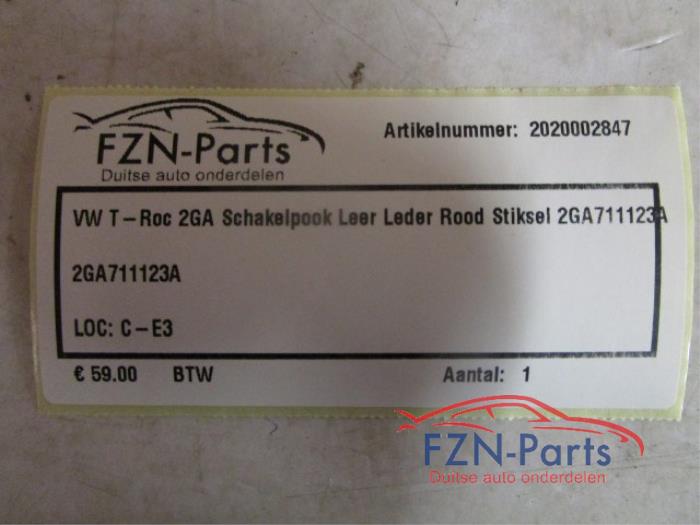 FZN-Parts
Duitse auto onderdelen
Artikelnummer: 2020002847
VW T-Roc 2GA Schakelpook Leer Leder Rood Stiksel 2GA711123A
2GA711123A
LOC: C-E3
€ 59.00 BTW Aantal: 1
FZN-Parts
Duitse auto onderdelen